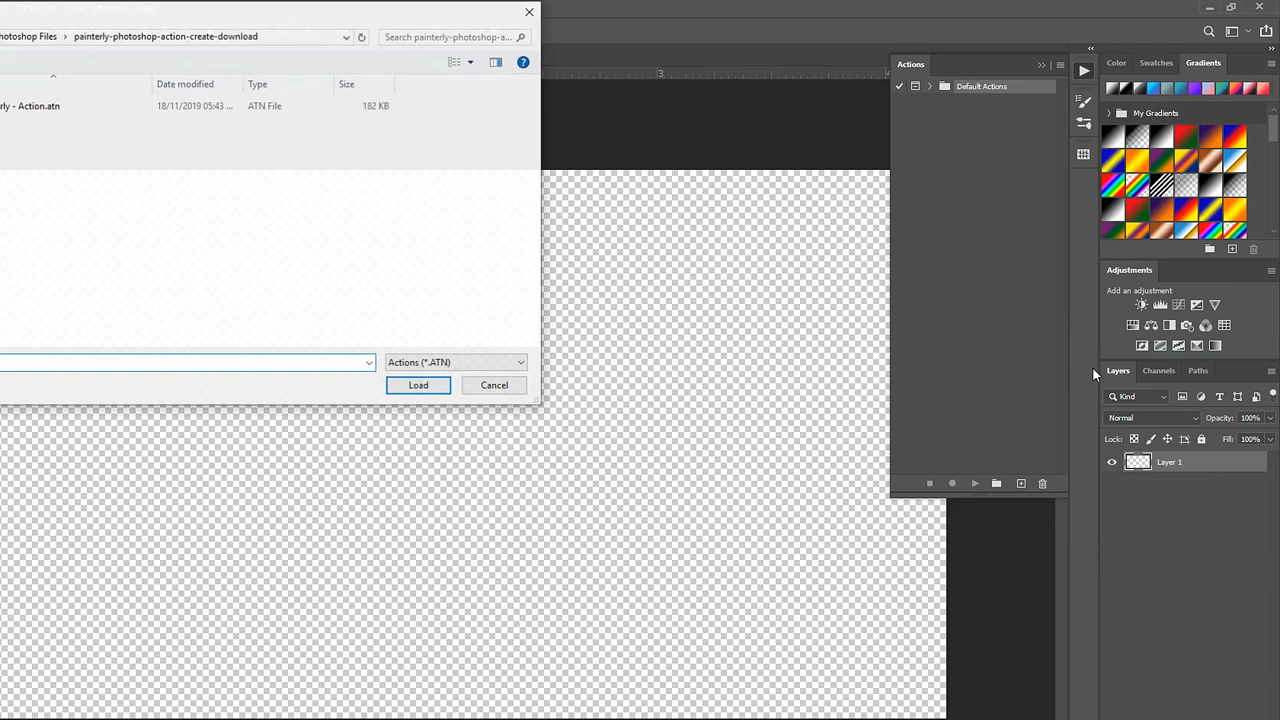 hotoshop Files > painterly-photoshop-action-create-download
Search painterly-photoshop-a...
Date modified Type Size
rly - Action.atn 18/11/2019 05:43 ... ATN File 182 KB
Actions (*.ATN)
Load Cancel
3
Actions
Default Actions
Color Swatches Gradients
My Gradients
Adjustments
Add an adjustment
Layers Channels Paths
Kind
Normal Opacity: 100%
Lock: Fill: 100%
Layer 1